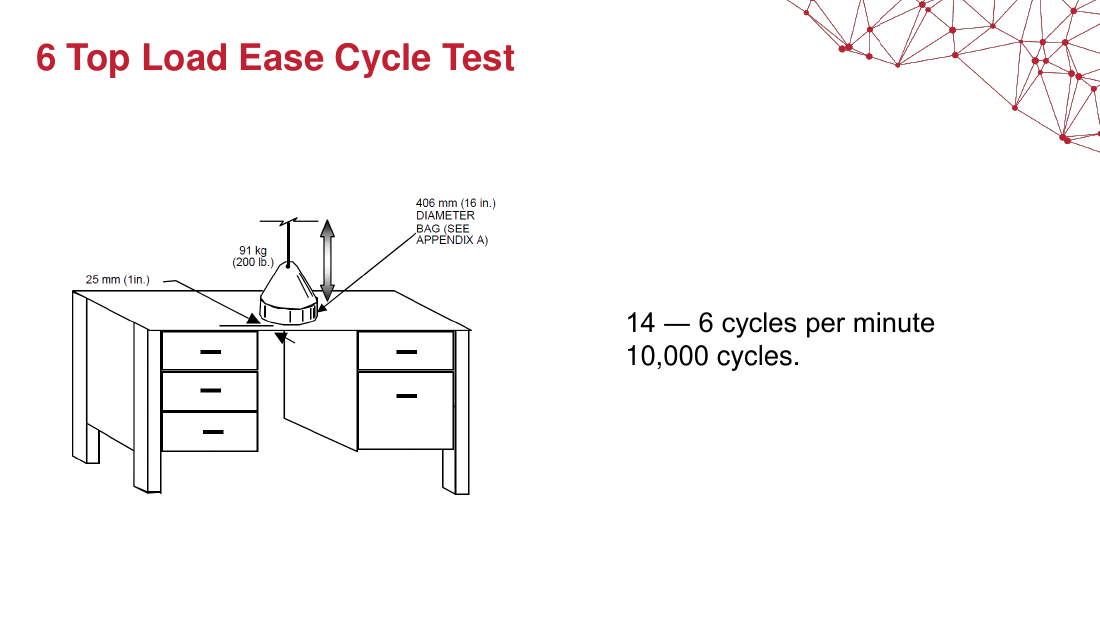 6 Top Load Ease Cycle Test
406 mm (16 in.)
DIAMETER
BAG (SEE
APPENDIX A)
91 kg
(200 lb.)
25 mm (1in.)
14 — 6 cycles per minute
10,000 cycles.